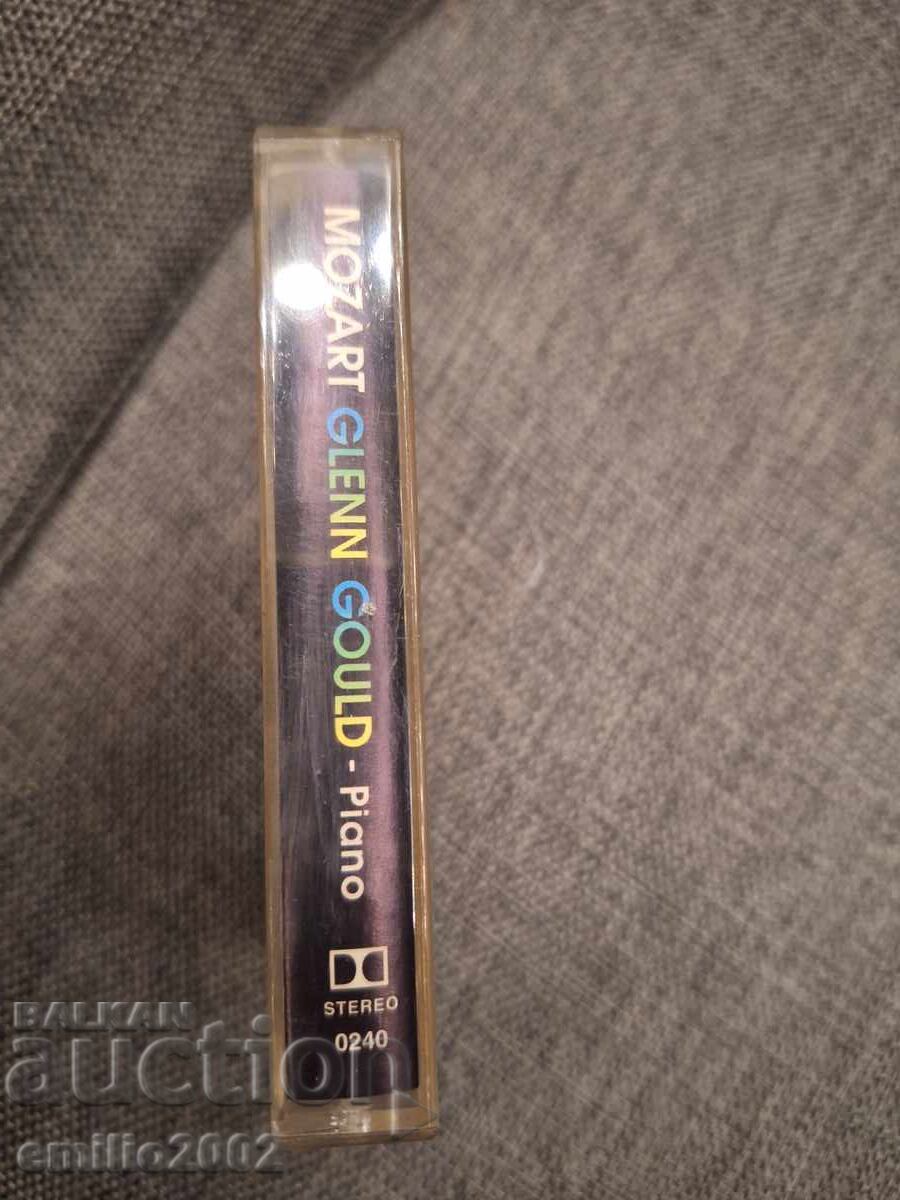 MOZART GLENN GOULD - Piano
STEREO
0240
BALKAN
auction
emilio2002